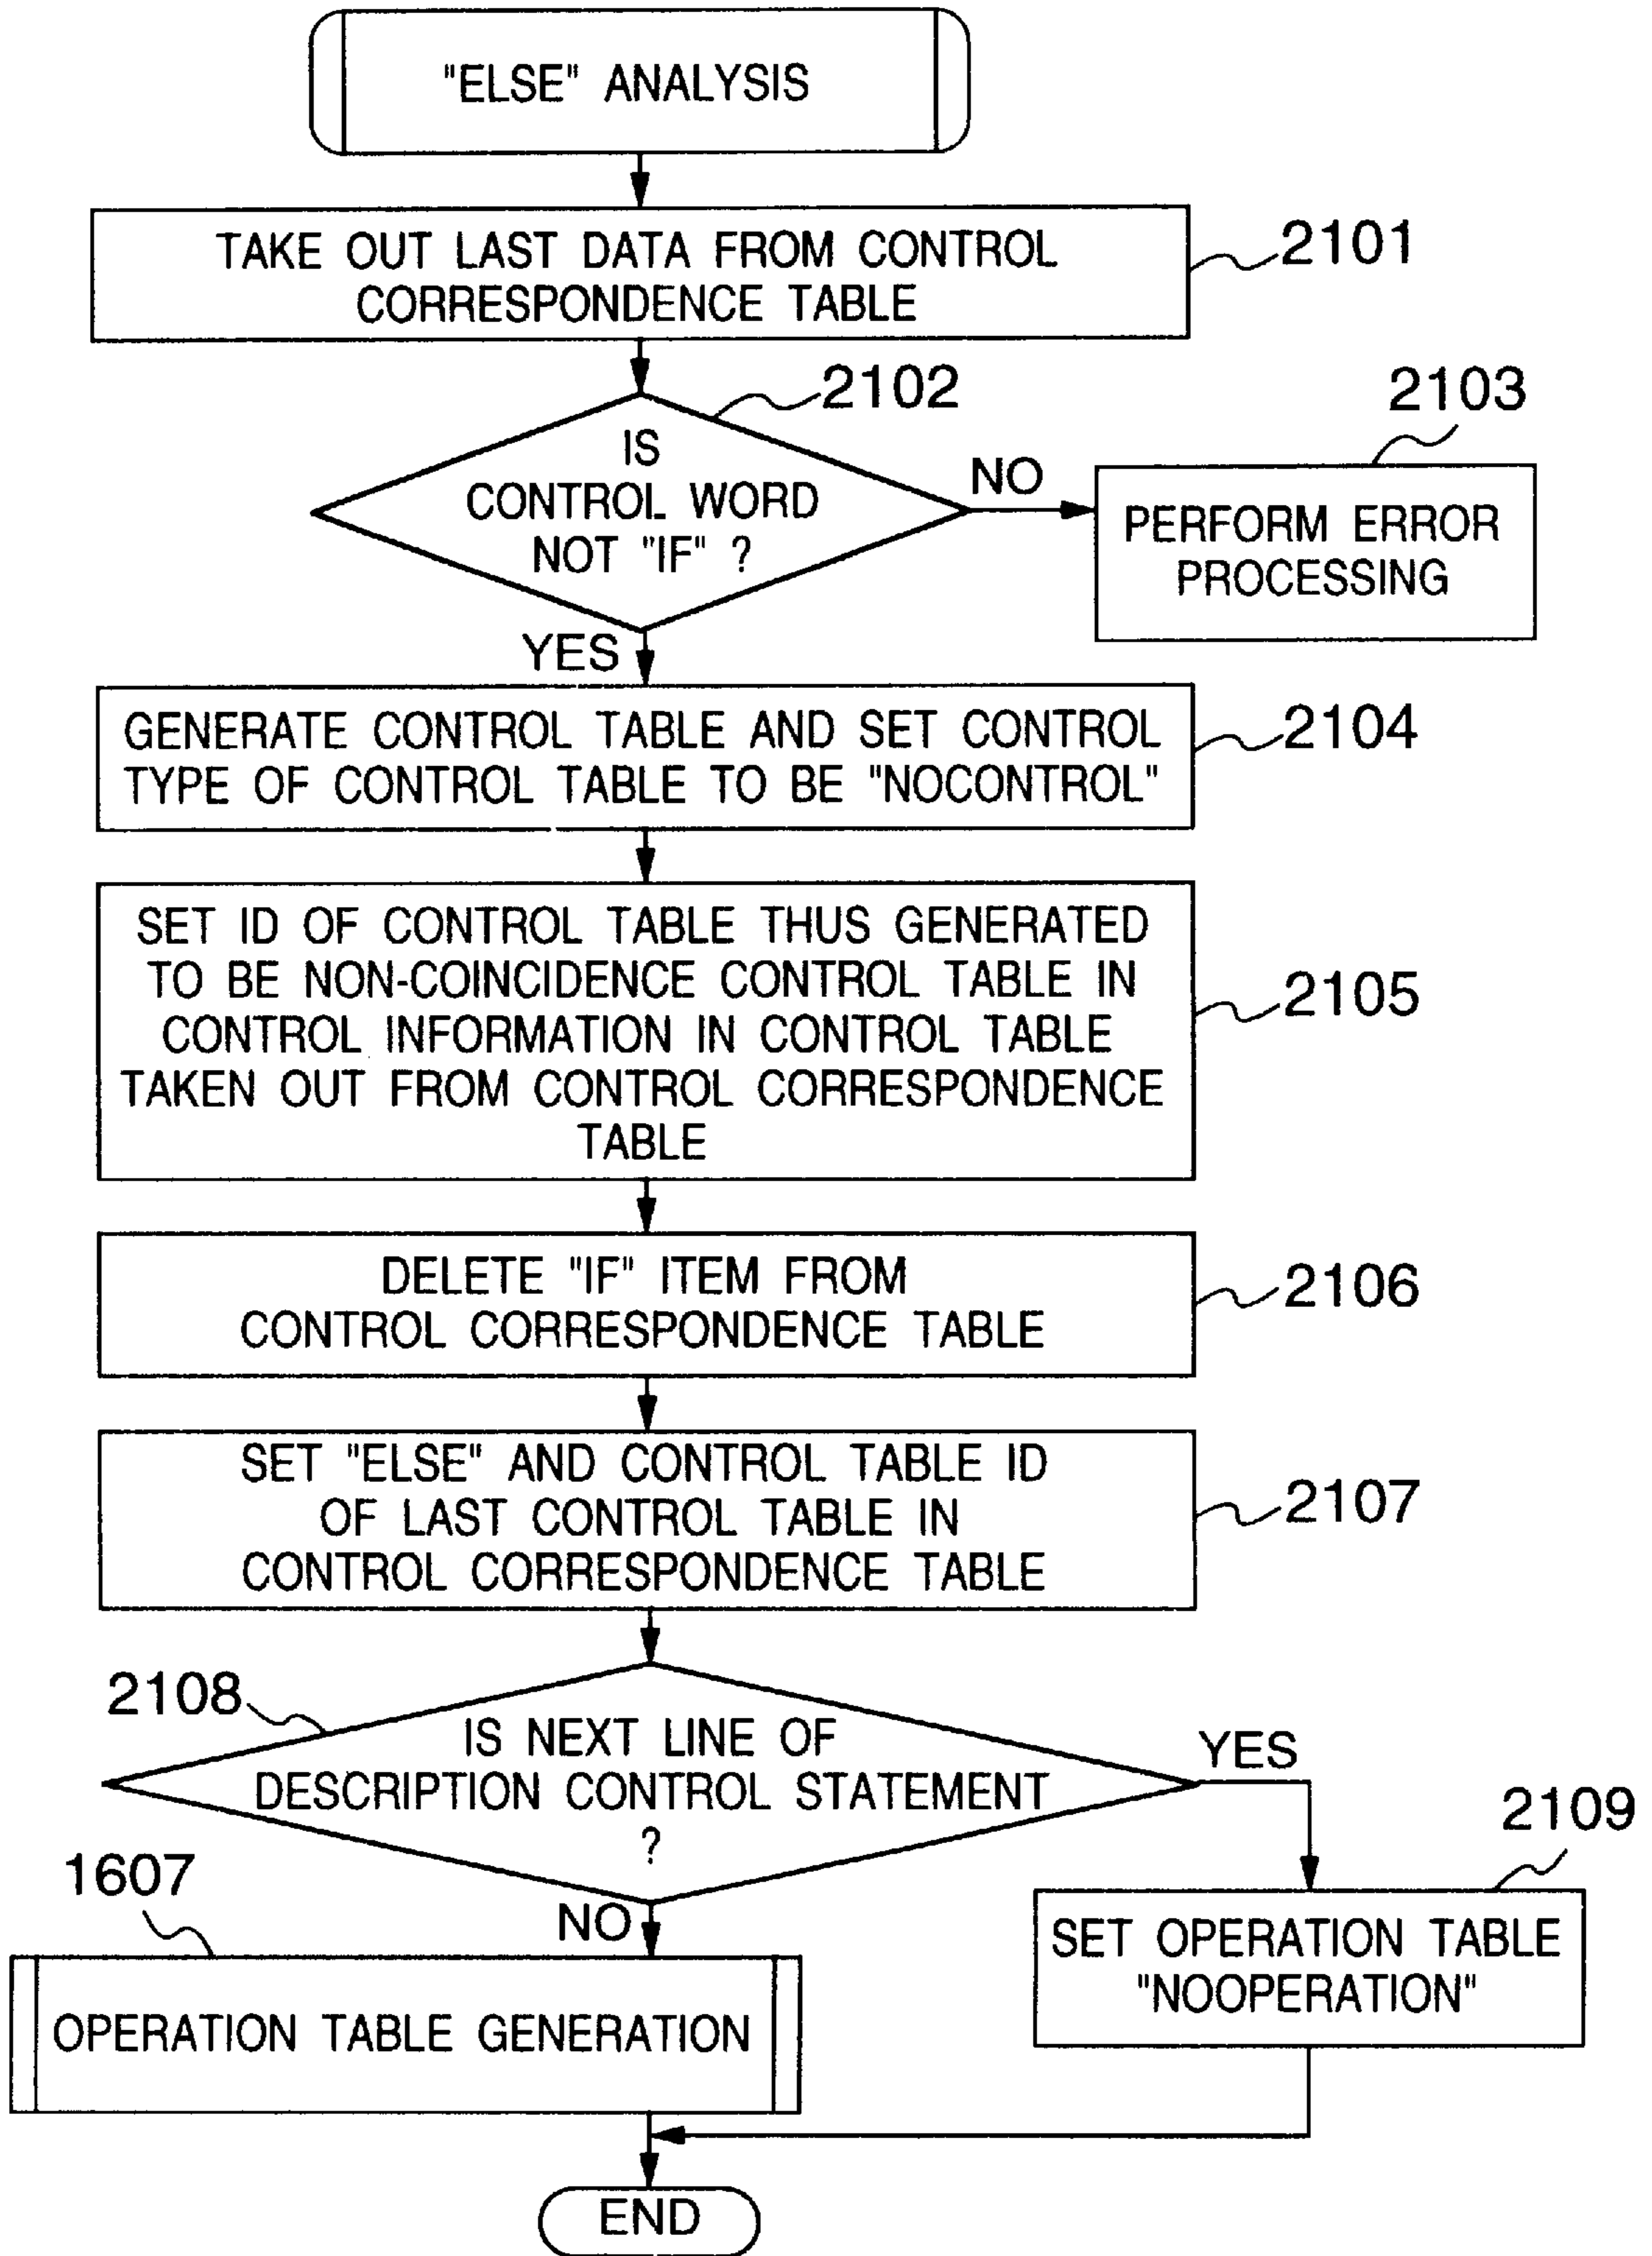 "ELSE" ANALYSIS
TAKE OUT LAST DATA FROM CONTROL
CORRESPONDENCE TABLE
2101
2102
IS
CONTROL WORD
NOT "IF" ?
NO
2103
PERFORM ERROR
PROCESSING
YES
GENERATE CONTROL TABLE AND SET CONTROL
TYPE OF CONTROL TABLE TO BE "NOCONTROL"
2104
SET ID OF CONTROL TABLE THUS GENERATED
TO BE NON-COINCIDENCE CONTROL TABLE IN
CONTROL INFORMATION IN CONTROL TABLE
TAKEN OUT FROM CONTROL CORRESPONDENCE
TABLE
2105
DELETE "IF" ITEM FROM
CONTROL CORRESPONDENCE TABLE
2106
SET "ELSE" AND CONTROL TABLE ID
OF LAST CONTROL TABLE IN
CONTROL CORRESPONDENCE TABLE
2107
2108
IS NEXT LINE OF
DESCRIPTION CONTROL STATEMENT
?
YES
2109
SET OPERATION TABLE
"NOOPERATION"
NO
1607
OPERATION TABLE GENERATION
END